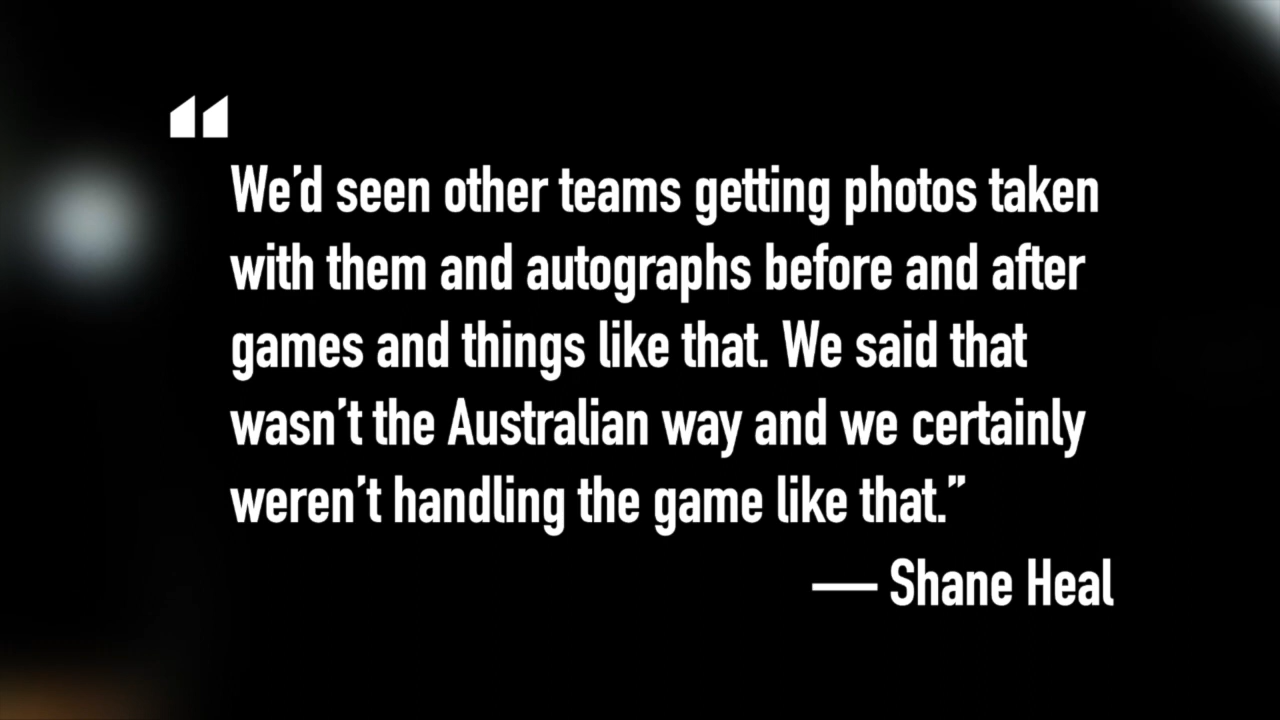 “
We’d seen other teams getting photos taken
with them and autographs before and after
games and things like that. We said that
wasn’t the Australian way and we certainly
weren’t handling the game like that.”
— Shane Heal